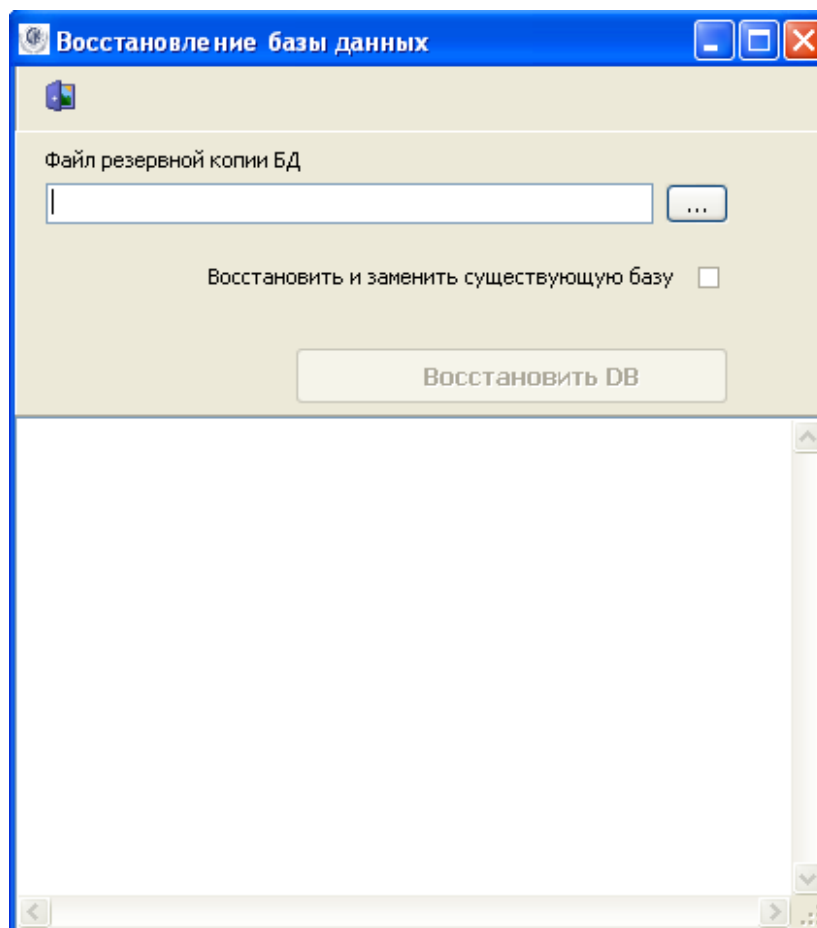 Восстановление базы данных
Файл резервной копии БД
...
Восстановить и заменить существующую базу
Восстановить DB